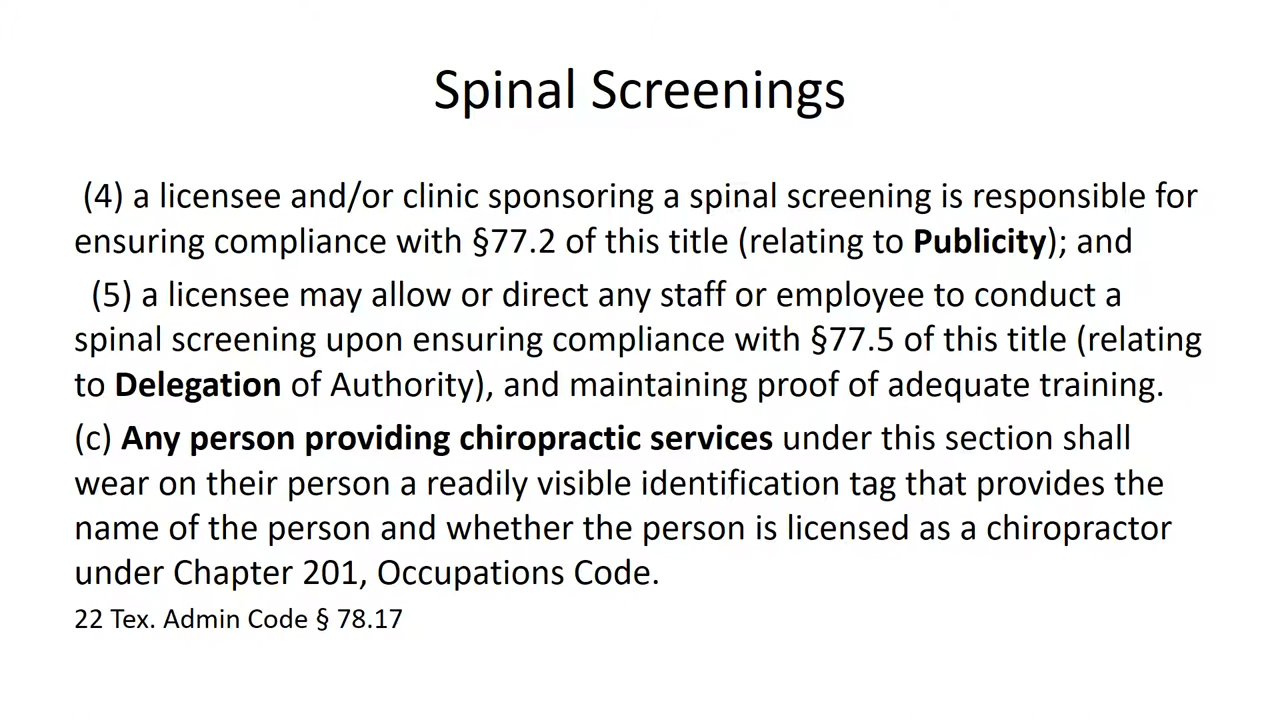 Spinal Screenings
(4) a licensee and/or clinic sponsoring a spinal screening is responsible for
ensuring compliance with §77.2 of this title (relating to Publicity); and
(5) a licensee may allow or direct any staff or employee to conduct a
spinal screening upon ensuring compliance with §77.5 of this title (relating
to Delegation of Authority), and maintaining proof of adequate training.
(c) Any person providing chiropractic services under this section shall
wear on their person a readily visible identification tag that provides the
name of the person and whether the person is licensed as a chiropractor
under Chapter 201, Occupations Code.
22 Tex. Admin Code § 78.17